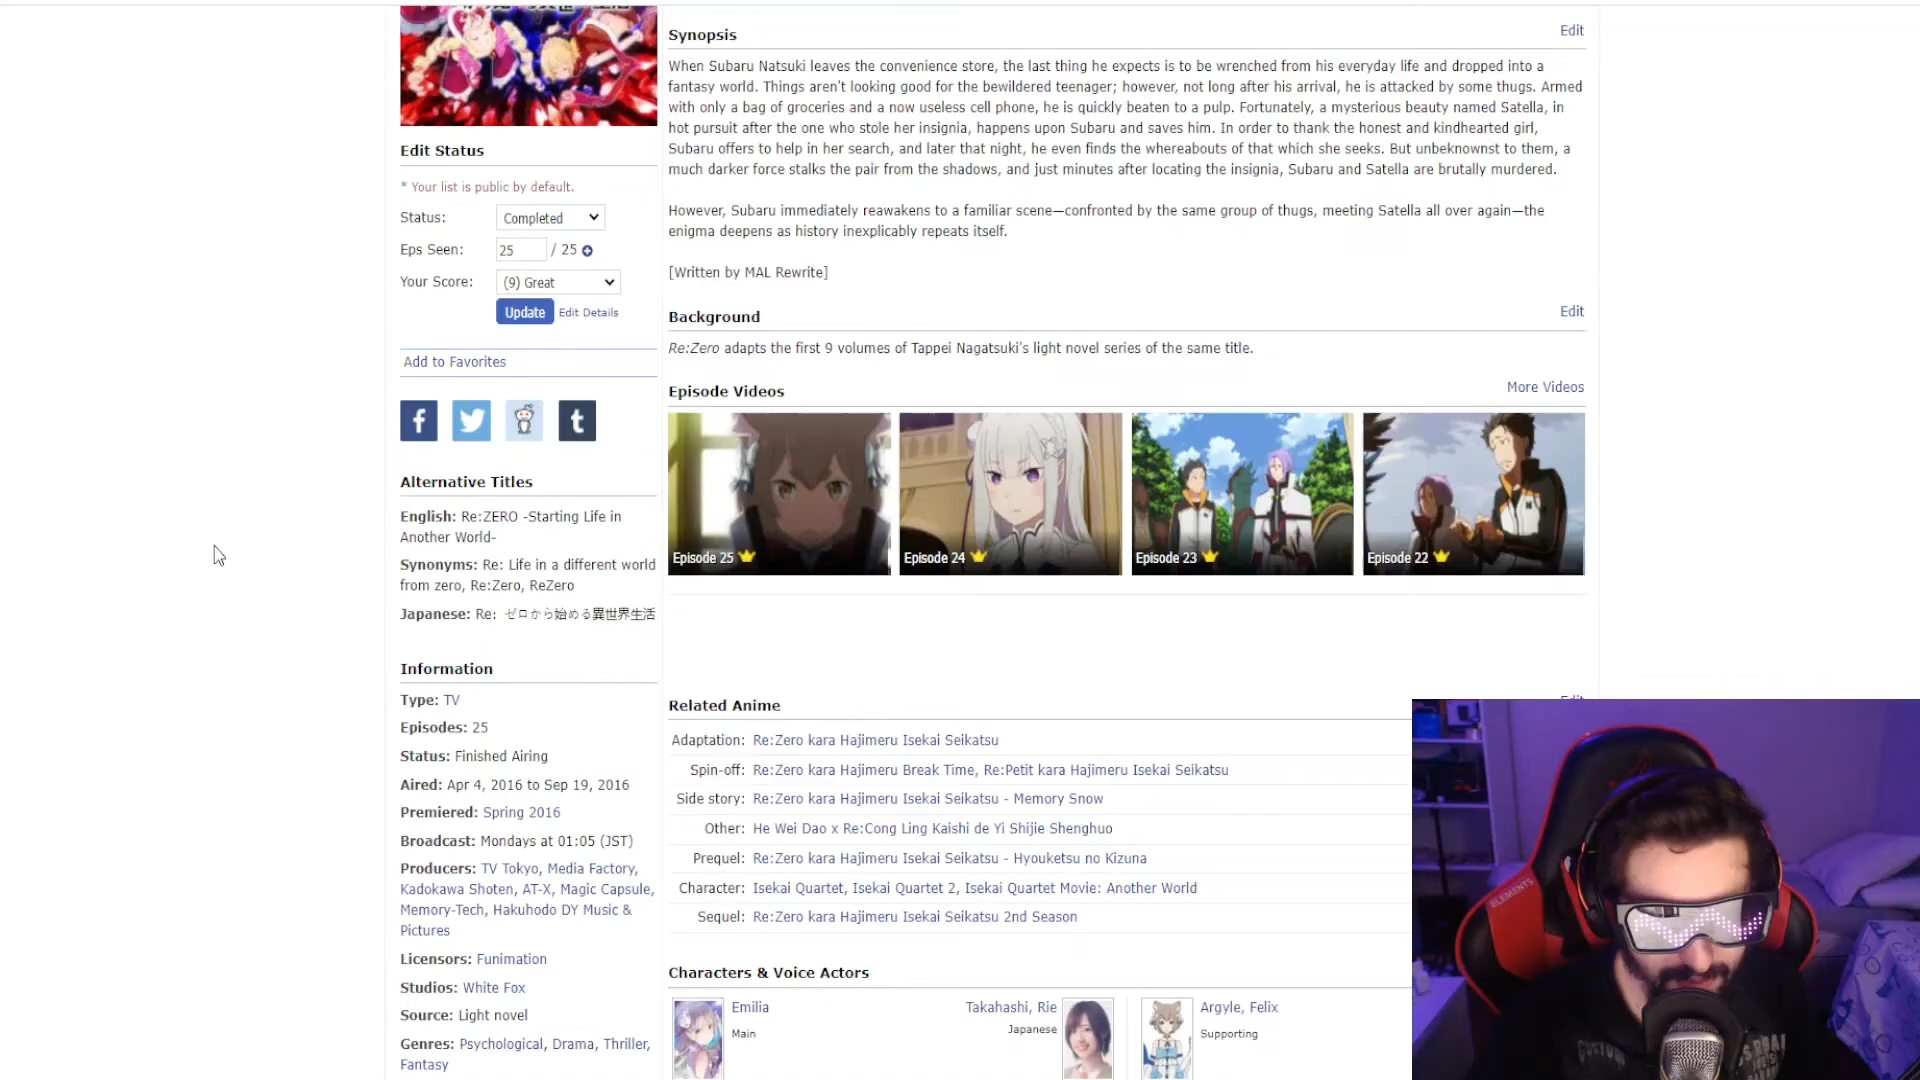 Edit Status
* Your list is public by default.
Status: Completed
Eps Seen: 25 / 25
Your Score: (9) Great
Update Edit Details
Add to Favorites
Alternative Titles
English: Re:ZERO -Starting Life in
Another World-
Synonyms: Re: Life in a different world
from zero, Re:Zero, ReZero
Japanese: Re：ゼロから始める異世界生活
Information
Type: TV
Episodes: 25
Status: Finished Airing
Aired: Apr 4, 2016 to Sep 19, 2016
Premiered: Spring 2016
Broadcast: Mondays at 01:05 (JST)
Producers: TV Tokyo, Media Factory,
Kadokawa Shoten, AT-X, Magic Capsule,
Memory-Tech, Hakuhodo DY Music &
Pictures
Licensors: Funimation
Studios: White Fox
Source: Light novel
Genres: Psychological, Drama, Thriller,
Fantasy
Synopsis Edit
When Subaru Natsuki leaves the convenience store, the last thing he expects is to be wrenched from his everyday life and dropped into a
fantasy world. Things aren't looking good for the bewildered teenager; however, not long after his arrival, he is attacked by some thugs. Armed
with only a bag of groceries and a now useless cell phone, he is quickly beaten to a pulp. Fortunately, a mysterious beauty named Satella, in
hot pursuit after the one who stole her insignia, happens upon Subaru and saves him. In order to thank the honest and kindhearted girl,
Subaru offers to help in her search, and later that night, he even finds the whereabouts of that which she seeks. But unbeknownst to them, a
much darker force stalks the pair from the shadows, and just minutes after locating the insignia, Subaru and Satella are brutally murdered.
However, Subaru immediately reawakens to a familiar scene—confronted by the same group of thugs, meeting Satella all over again—the
enigma deepens as history inexplicably repeats itself.
[Written by MAL Rewrite]
Background Edit
Re:Zero adapts the first 9 volumes of Tappei Nagatsuki's light novel series of the same title.
Episode Videos More Videos
Episode 25
Episode 24
Episode 23
Episode 22
Related Anime Edit
Adaptation: Re:Zero kara Hajimeru Isekai Seikatsu
Spin-off: Re:Zero kara Hajimeru Break Time, Re:Petit kara Hajimeru Isekai Seikatsu
Side story: Re:Zero kara Hajimeru Isekai Seikatsu - Memory Snow
Other: He Wei Dao x Re:Cong Ling Kaishi de Yi Shijie Shenghuo
Prequel: Re:Zero kara Hajimeru Isekai Seikatsu - Hyouketsu no Kizuna
Character: Isekai Quartet, Isekai Quartet 2, Isekai Quartet Movie: Another World
Sequel: Re:Zero kara Hajimeru Isekai Seikatsu 2nd Season
Characters & Voice Actors
Emilia
Main
Takahashi, Rie
Japanese
Argyle, Felix
Supporting
ELEMENTS
CUSTOM